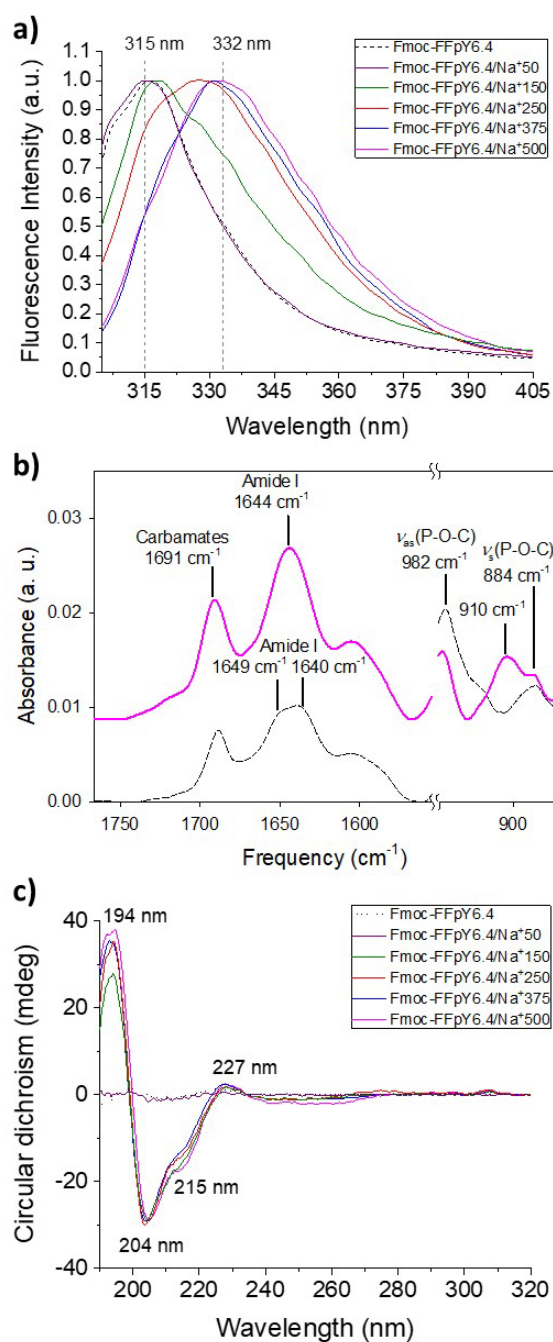 a)
315 nm
332 nm
Fmoc-FFpY6.4
Fmoc-FFpY6.4/Na⁺50
Fmoc-FFpY6.4/Na⁺150
Fmoc-FFpY6.4/Na⁺250
Fmoc-FFpY6.4/Na⁺375
Fmoc-FFpY6.4/Na⁺500
Fluorescence Intensity (a.u.)
1.0
0.9
0.8
0.7
0.6
0.5
0.4
0.3
0.2
0.1
0.0
315 330 345 360 375 390 405
Wavelength (nm)
b)
Amide I
1644 cm⁻¹
Carbamates
1691 cm⁻¹
νas(P-O-C)
982 cm⁻¹
νs(P-O-C)
884 cm⁻¹
910 cm⁻¹
Amide I
1649 cm⁻¹ 1640 cm⁻¹
Absorbance (a. u.)
0.03
0.02
0.01
0.00
1750 1700 1650 1600 900
Frequency (cm⁻¹)
c)
194 nm
Fmoc-FFpY6.4
Fmoc-FFpY6.4/Na⁺50
Fmoc-FFpY6.4/Na⁺150
Fmoc-FFpY6.4/Na⁺250
Fmoc-FFpY6.4/Na⁺375
Fmoc-FFpY6.4/Na⁺500
227 nm
215 nm
204 nm
Circular dichroism (mdeg)
40
20
0
-20
-40
200 220 240 260 280 300 320
Wavelength (nm)